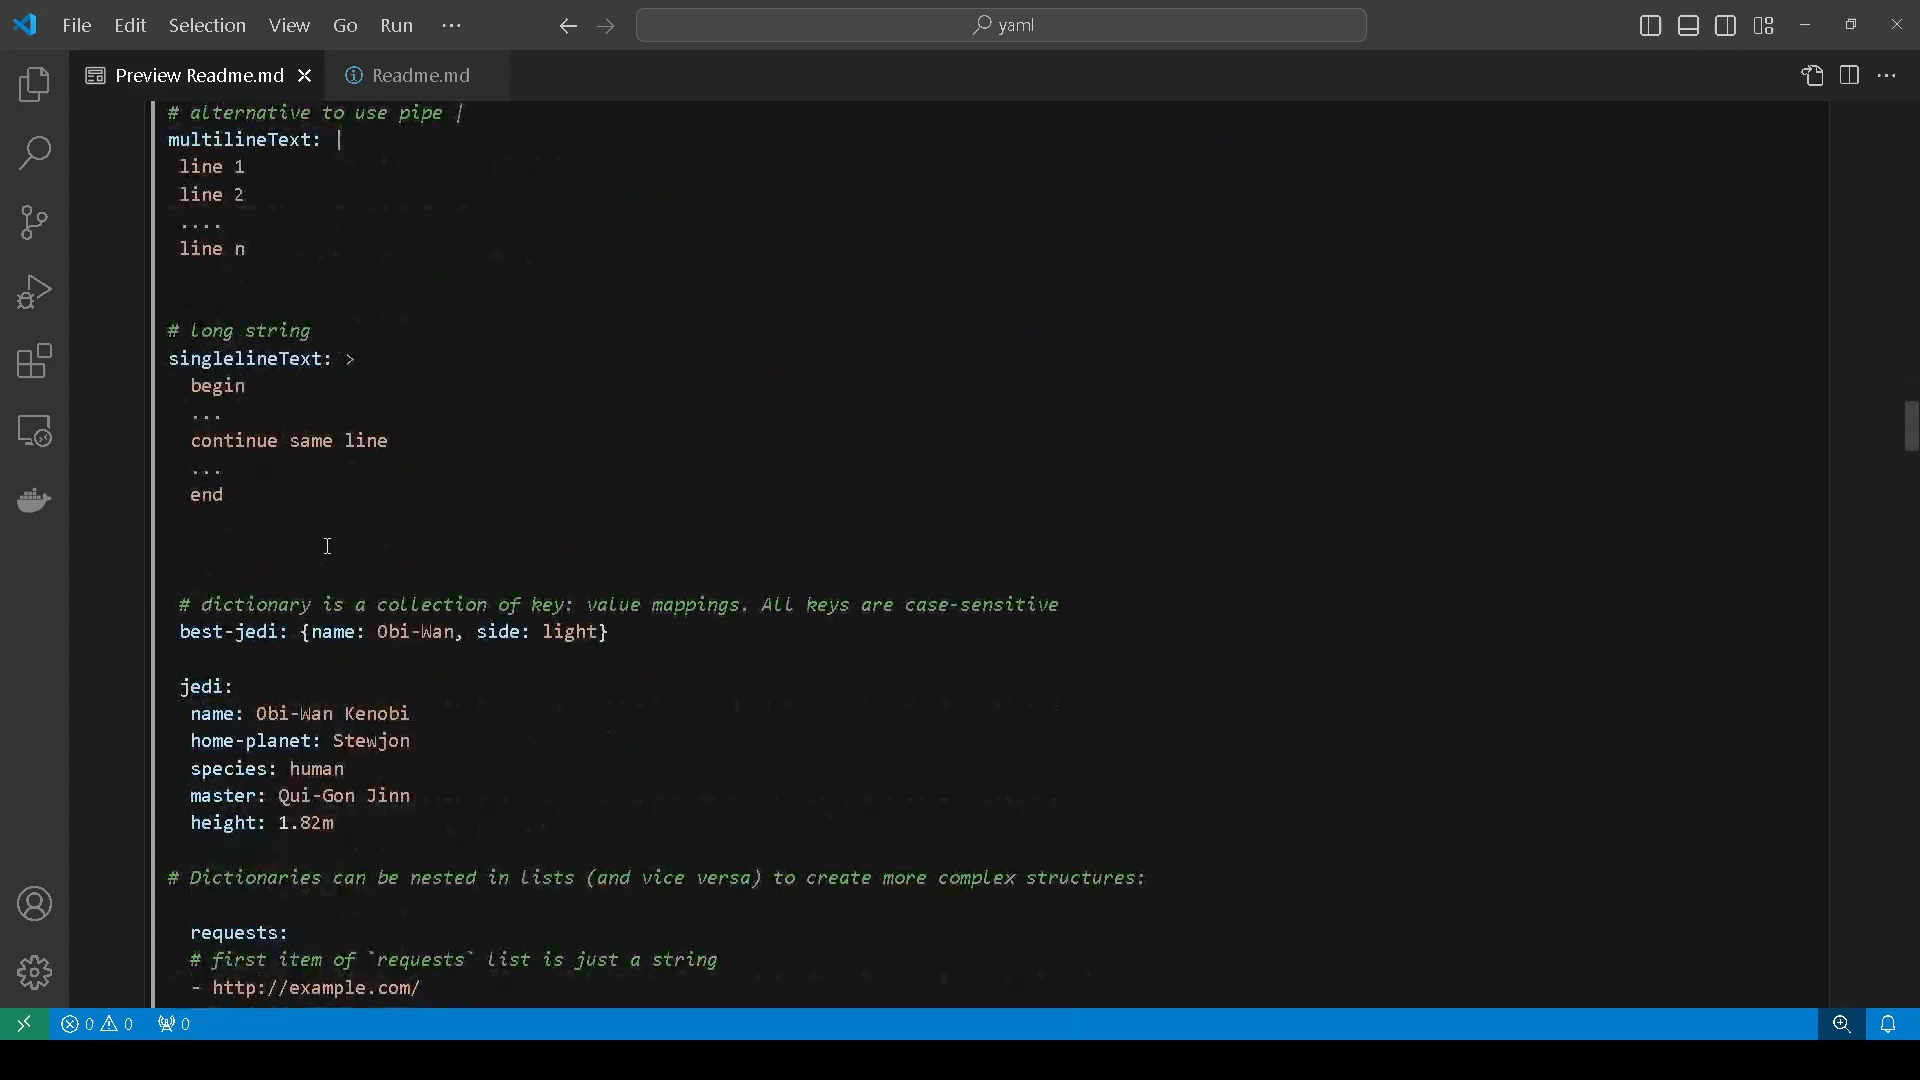 File Edit Selection View Go Run ··· yaml
Preview Readme.md Readme.md
# alternative to use pipe |
multilineText: |
line 1
line 2
....
line n
# long string
singlelineText: >
begin
...
continue same line
...
end
# dictionary is a collection of key: value mappings. All keys are case-sensitive
best-jedi: {name: Obi-Wan, side: light}
jedi:
name: Obi-Wan Kenobi
home-planet: Stewjon
species: human
master: Qui-Gon Jinn
height: 1.82m
# Dictionaries can be nested in lists (and vice versa) to create more complex structures:
requests:
# first item of `requests` list is just a string
- http://example.com/
0 0 0